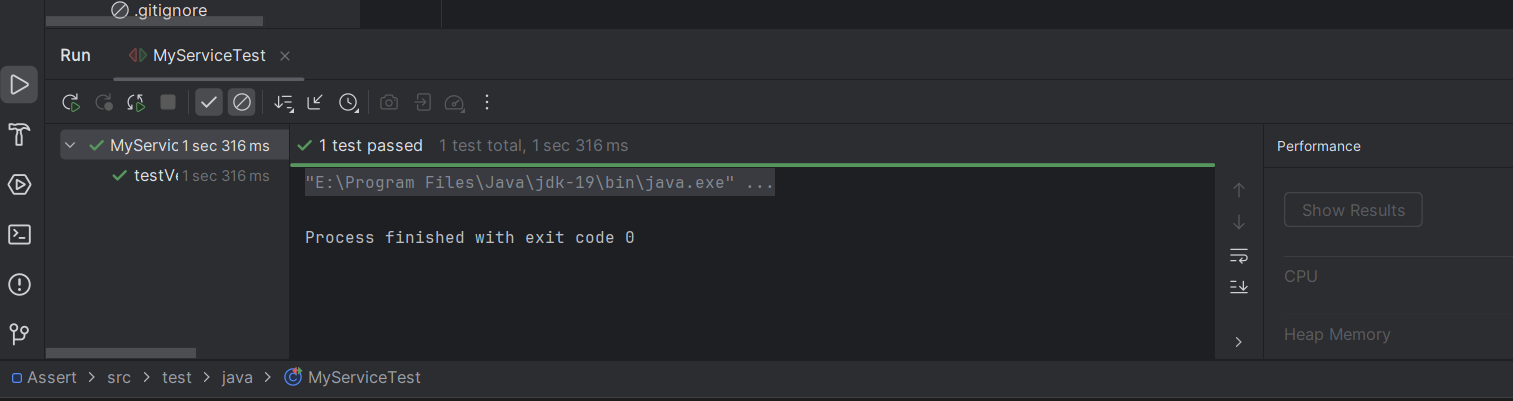 .gitignore
Run MyServiceTest
MyServic 1 sec 316 ms
testVe 1 sec 316 ms
1 test passed 1 test total, 1 sec 316 ms
"E:\Program Files\Java\jdk-19\bin\java.exe" ...
Process finished with exit code 0
Performance
Show Results
CPU
Heap Memory
Assert > src > test > java > MyServiceTest